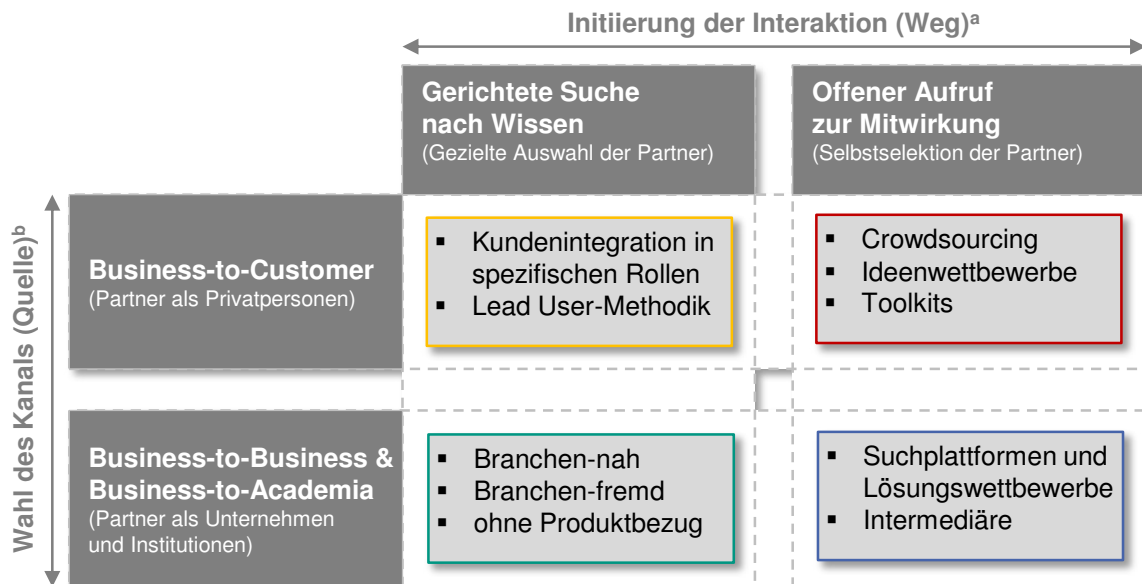 Initiierung der Interaktion (Weg)ᵃ
Gerichtete Suche
nach Wissen
(Gezielte Auswahl der Partner)
Offener Aufruf
zur Mitwirkung
(Selbstselektion der Partner)
Wahl des Kanals (Quelle)ᵇ
Business-to-Customer
(Partner als Privatpersonen)
▪ Kundenintegration in
spezifischen Rollen
▪ Lead User-Methodik
▪ Crowdsourcing
▪ Ideenwettbewerbe
▪ Toolkits
Business-to-Business &
Business-to-Academia
(Partner als Unternehmen
und Institutionen)
▪ Branchen-nah
▪ Branchen-fremd
▪ ohne Produktbezug
▪ Suchplattformen und
Lösungswettbewerbe
▪ Intermediäre